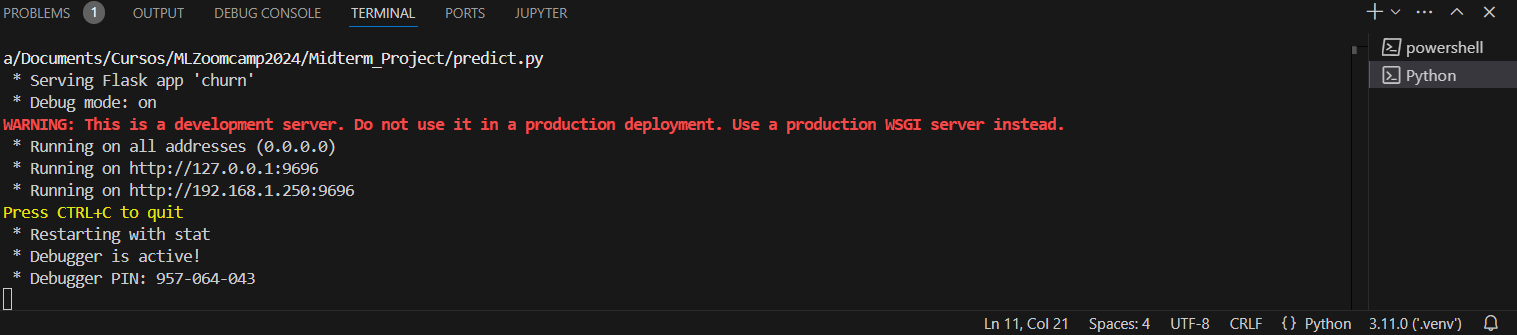 PROBLEMS 1 OUTPUT DEBUG CONSOLE TERMINAL PORTS JUPYTER
a/Documents/Cursos/MLZoomcamp2024/Midterm_Project/predict.py
* Serving Flask app 'churn'
* Debug mode: on
WARNING: This is a development server. Do not use it in a production deployment. Use a production WSGI server instead.
* Running on all addresses (0.0.0.0)
* Running on http://127.0.0.1:9696
* Running on http://192.168.1.250:9696
Press CTRL+C to quit
* Restarting with stat
* Debugger is active!
* Debugger PIN: 957-064-043
powershell
Python
Ln 11, Col 21 Spaces: 4 UTF-8 CRLF {} Python 3.11.0 ('.venv')